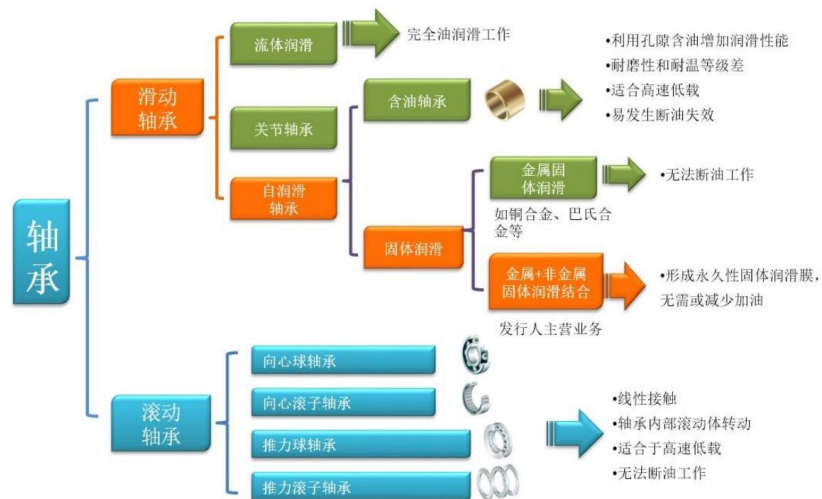 流体润滑
完全油润滑工作
滑动
轴承
关节轴承
自润滑
轴承
含油轴承
•利用孔隙含油增加润滑性能
•耐磨性和耐温等级差
•适合高速低载
•易发生断油失效
固体润滑
金属固
体润滑
•无法断油工作
如铜合金、巴氏合
金等
金属+非金属
固体润滑结合
•形成永久性固体润滑膜，
无需或减少加油
发行人主营业务
轴
承
滚动
轴承
向心球轴承
向心滚子轴承
推力球轴承
推力滚子轴承
•线性接触
•轴承内部滚动体转动
•适合于高速低载
•无法断油工作